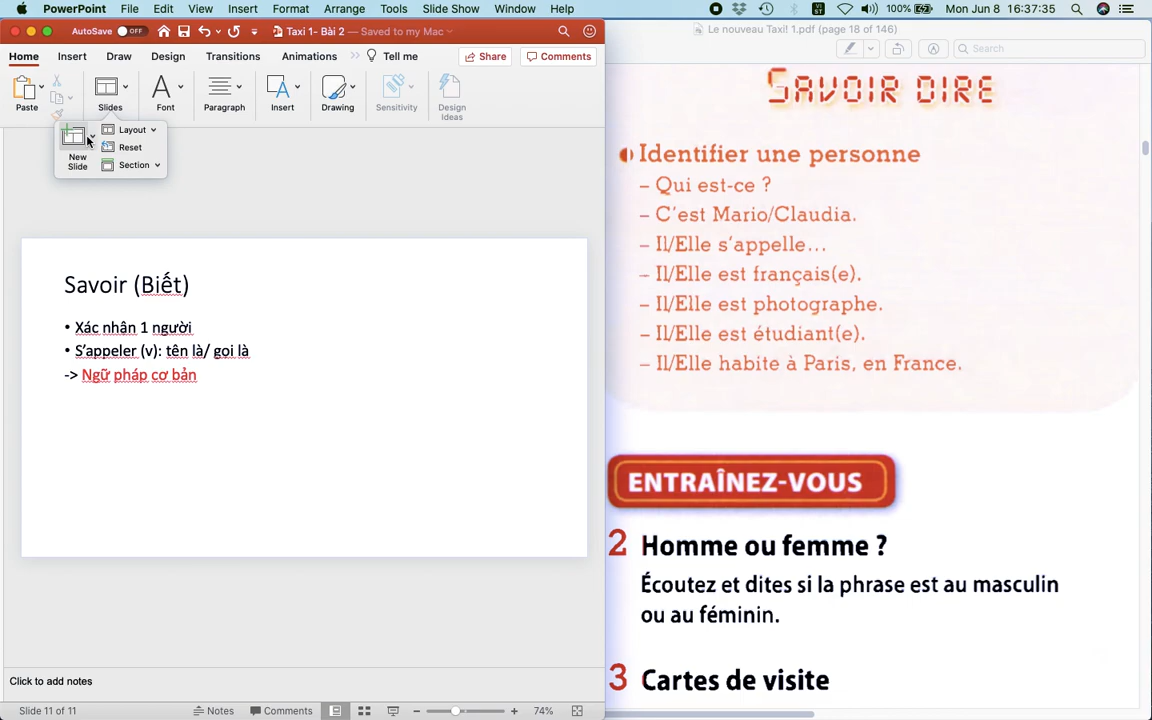 PowerPoint File Edit View Insert Format Arrange Tools Slide Show Window Help
100% Mon Jun 8 16:37:35
AutoSave OFF Taxi 1- Bài 2 — Saved to my Mac
Home Insert Draw Design Transitions Animations Tell me Share Comments
Paste Slides Font Paragraph Insert Drawing Sensitivity Design Ideas
New Slide
Layout
Reset
Section
Savoir (Biết)
• Xác nhận 1 người
• S'appeler (v): tên là/ gọi là
-> Ngữ pháp cơ bản
Click to add notes
Slide 11 of 11 Notes Comments 74%
Le nouveau Taxi! 1.pdf (page 18 of 146)
Search
SAVOIR DIRE
Identifier une personne
– Qui est-ce ?
– C'est Mario/Claudia.
– Il/Elle s'appelle...
– Il/Elle est français(e).
– Il/Elle est photographe.
– Il/Elle est étudiant(e).
– Il/Elle habite à Paris, en France.
ENTRAÎNEZ-VOUS
2 Homme ou femme ?
Écoutez et dites si la phrase est au masculin
ou au féminin.
3 Cartes de visite